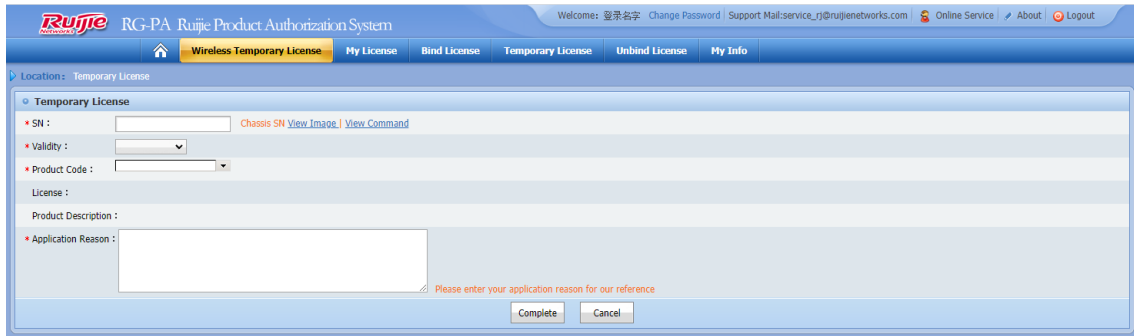 Ruijie Networks RG-PA Ruijie Product Authorization System
Welcome: 登录名字 Change Password | Support Mail:service_rj@ruijienetworks.com | Online Service | About | Logout
Wireless Temporary License My License Bind License Temporary License Unbind License My Info
Location: Temporary License
Temporary License
* SN: Chassis SN View Image | View Command
* Validity:
* Product Code:
License:
Product Description:
* Application Reason:
Please enter your application reason for our reference
Complete Cancel